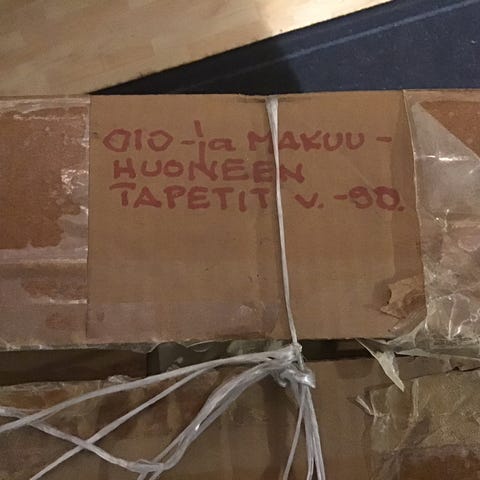 OLO-ja MAKUU-
HUONEEN
TAPETIT v. -90.